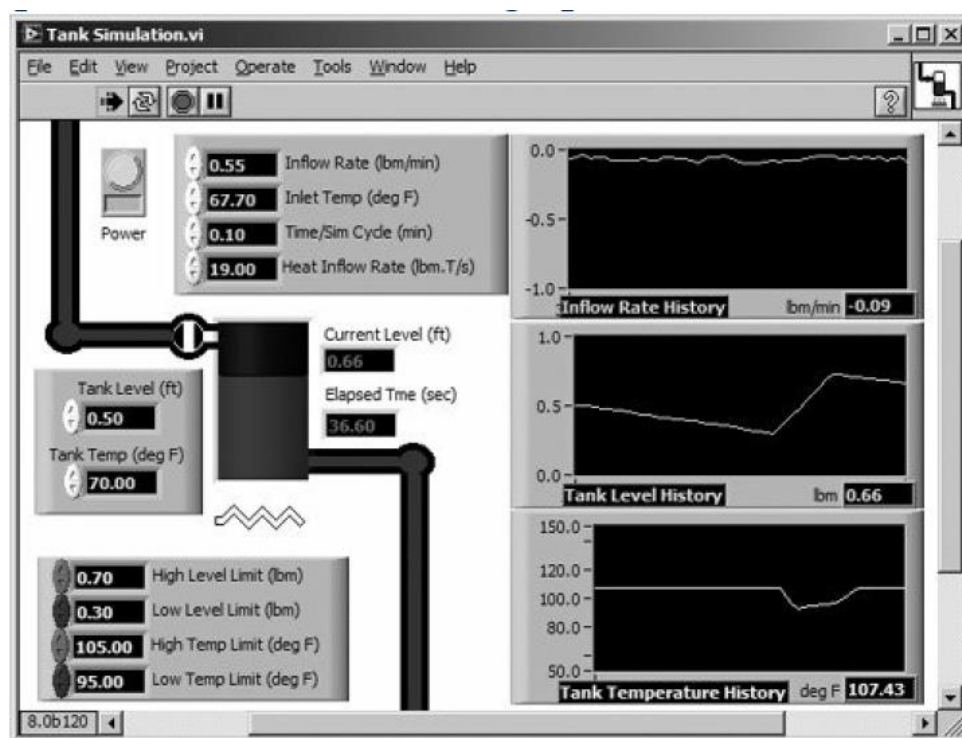 Tank Simulation.vi
File Edit View Project Operate Tools Window Help
Power
0.55 Inflow Rate (lbm/min)
67.70 Inlet Temp (deg F)
0.10 Time/Sim Cycle (min)
19.00 Heat Inflow Rate (lbm.T/s)
0.0
-0.5
-1.0
Inflow Rate History lbm/min -0.09
Current Level (ft)
0.66
Elapsed Tme (sec)
36.60
Tank Level (ft)
0.50
Tank Temp (deg F)
70.00
1.0
0.5
0.0
Tank Level History lbm 0.66
0.70 High Level Limit (lbm)
0.30 Low Level Limit (lbm)
105.00 High Temp Limit (deg F)
95.00 Low Temp Limit (deg F)
150.0
120.0
100.0
80.0
50.0
Tank Temperature History deg F 107.43
8.0b120